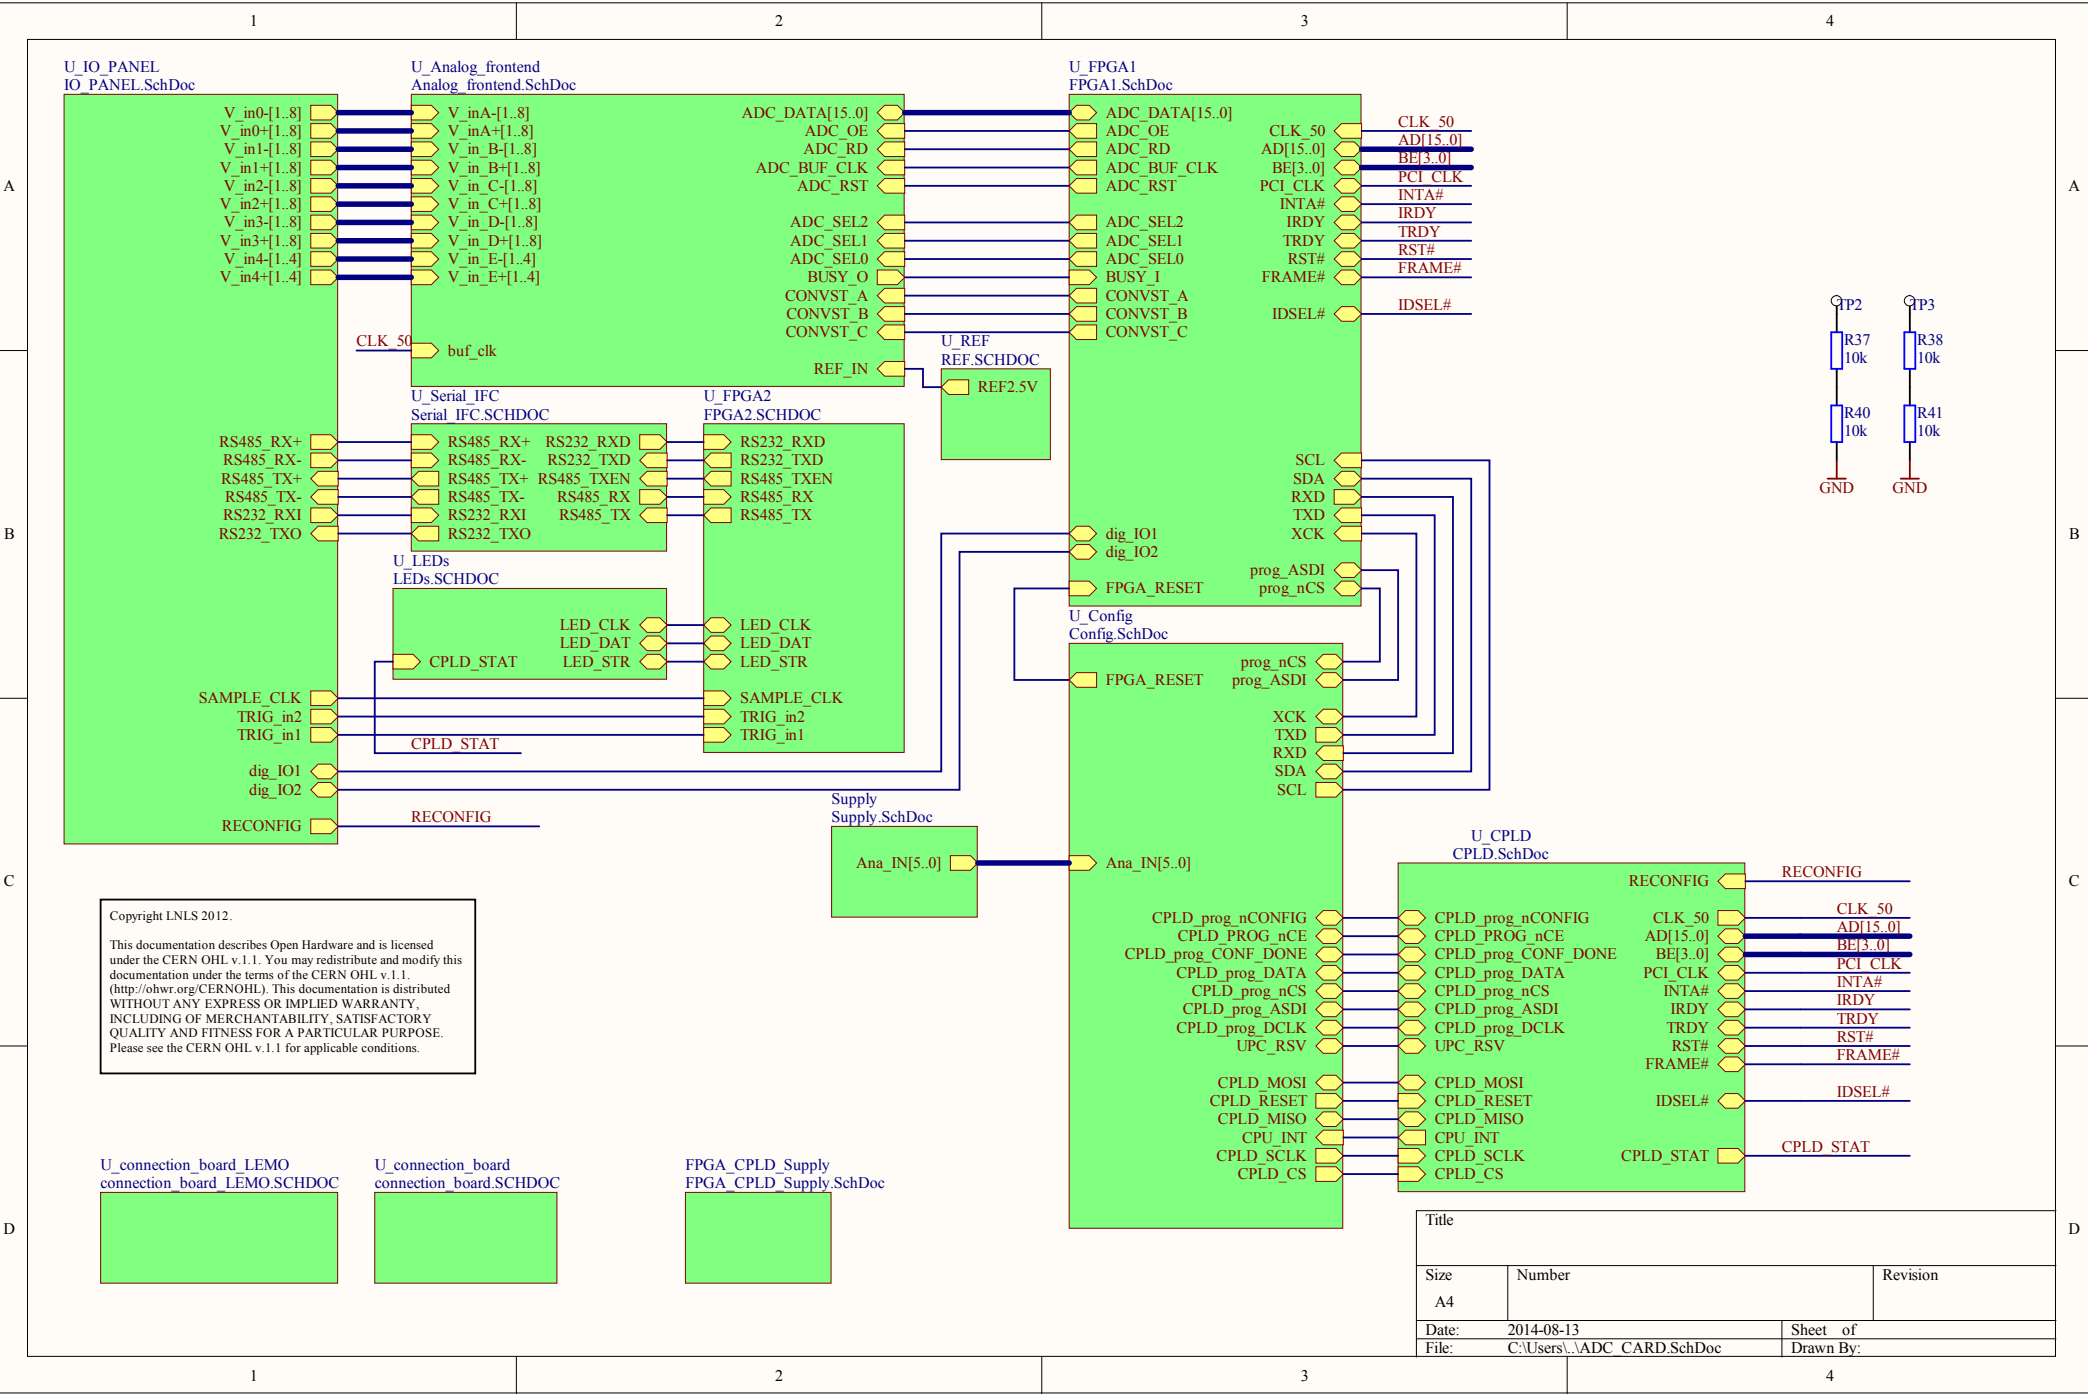 1
2
3
4
A
A
B
B
C
C
D
D
1
2
3
4
U_IO_PANEL
IO_PANEL.SchDoc
V_in0-[1..8]
V_in0+[1..8]
V_in1-[1..8]
V_in1+[1..8]
V_in2-[1..8]
V_in2+[1..8]
V_in3-[1..8]
V_in3+[1..8]
V_in4-[1..4]
V_in4+[1..4]
RS485_RX+
RS485_RX-
RS485_TX+
RS485_TX-
RS232_RXI
RS232_TXO
SAMPLE_CLK
TRIG_in2
TRIG_in1
dig_IO1
dig_IO2
RECONFIG
RECONFIG
U_Analog_frontend
Analog_frontend.SchDoc
V_inA-[1..8]
V_inA+[1..8]
V_in_B-[1..8]
V_in_B+[1..8]
V_in_C-[1..8]
V_in_C+[1..8]
V_in_D-[1..8]
V_in_D+[1..8]
V_in_E-[1..4]
V_in_E+[1..4]
CLK_50
buf_clk
ADC_DATA[15..0]
ADC_OE
ADC_RD
ADC_BUF_CLK
ADC_RST
ADC_SEL2
ADC_SEL1
ADC_SEL0
BUSY_O
CONVST_A
CONVST_B
CONVST_C
REF_IN
U_REF
REF.SCHDOC
REF2.5V
U_Serial_IFC
Serial_IFC.SCHDOC
RS485_RX+
RS485_RX-
RS485_TX+
RS485_TX-
RS232_RXI
RS232_TXO
RS232_RXD
RS232_TXD
RS485_TXEN
RS485_RX
RS485_TX
U_FPGA2
FPGA2.SCHDOC
RS232_RXD
RS232_TXD
RS485_TXEN
RS485_RX
RS485_TX
LED_CLK
LED_DAT
LED_STR
SAMPLE_CLK
TRIG_in2
TRIG_in1
U_LEDs
LEDs.SCHDOC
LED_CLK
LED_DAT
CPLD_STAT
LED_STR
CPLD_STAT
U_FPGA1
FPGA1.SchDoc
ADC_DATA[15..0]
ADC_OE
ADC_RD
ADC_BUF_CLK
ADC_RST
ADC_SEL2
ADC_SEL1
ADC_SEL0
BUSY_I
CONVST_A
CONVST_B
CONVST_C
dig_IO1
dig_IO2
FPGA_RESET
CLK_50
AD[15..0]
BE[3..0]
PCI_CLK
INTA#
IRDY
TRDY
RST#
FRAME#
IDSEL#
SCL
SDA
RXD
TXD
XCK
prog_ASDI
prog_nCS
CLK_50
AD[15..0]
BE[3..0]
PCI_CLK
INTA#
IRDY
TRDY
RST#
FRAME#
IDSEL#
TP2
TP3
R37
10k
R38
10k
R40
10k
R41
10k
GND
GND
U_Config
Config.SchDoc
FPGA_RESET
Ana_IN[5..0]
prog_nCS
prog_ASDI
XCK
TXD
RXD
SDA
SCL
CPLD_prog_nCONFIG
CPLD_PROG_nCE
CPLD_prog_CONF_DONE
CPLD_prog_DATA
CPLD_prog_nCS
CPLD_prog_ASDI
CPLD_prog_DCLK
UPC_RSV
CPLD_MOSI
CPLD_RESET
CPLD_MISO
CPU_INT
CPLD_SCLK
CPLD_CS
Supply
Supply.SchDoc
Ana_IN[5..0]
U_CPLD
CPLD.SchDoc
CPLD_prog_nCONFIG
CPLD_PROG_nCE
CPLD_prog_CONF_DONE
CPLD_prog_DATA
CPLD_prog_nCS
CPLD_prog_ASDI
CPLD_prog_DCLK
UPC_RSV
CPLD_MOSI
CPLD_RESET
CPLD_MISO
CPU_INT
CPLD_SCLK
CPLD_CS
RECONFIG
CLK_50
AD[15..0]
BE[3..0]
PCI_CLK
INTA#
IRDY
TRDY
RST#
FRAME#
IDSEL#
CPLD_STAT
RECONFIG
CLK_50
AD[15..0]
BE[3..0]
PCI_CLK
INTA#
IRDY
TRDY
RST#
FRAME#
IDSEL#
CPLD_STAT
Copyright LNLS 2012.
This documentation describes Open Hardware and is licensed
under the CERN OHL v.1.1. You may redistribute and modify this
documentation under the terms of the CERN OHL v.1.1.
(http://ohwr.org/CERNOHL). This documentation is distributed
WITHOUT ANY EXPRESS OR IMPLIED WARRANTY,
INCLUDING OF MERCHANTABILITY, SATISFACTORY
QUALITY AND FITNESS FOR A PARTICULAR PURPOSE.
Please see the CERN OHL v.1.1 for applicable conditions.
U_connection_board_LEMO
connection_board_LEMO.SCHDOC
U_connection_board
connection_board.SCHDOC
FPGA_CPLD_Supply
FPGA_CPLD_Supply.SchDoc
Title
Size
A4
Number
Revision
Date: 2014-08-13
Sheet of
File: C:\Users\..\ADC_CARD.SchDoc
Drawn By: